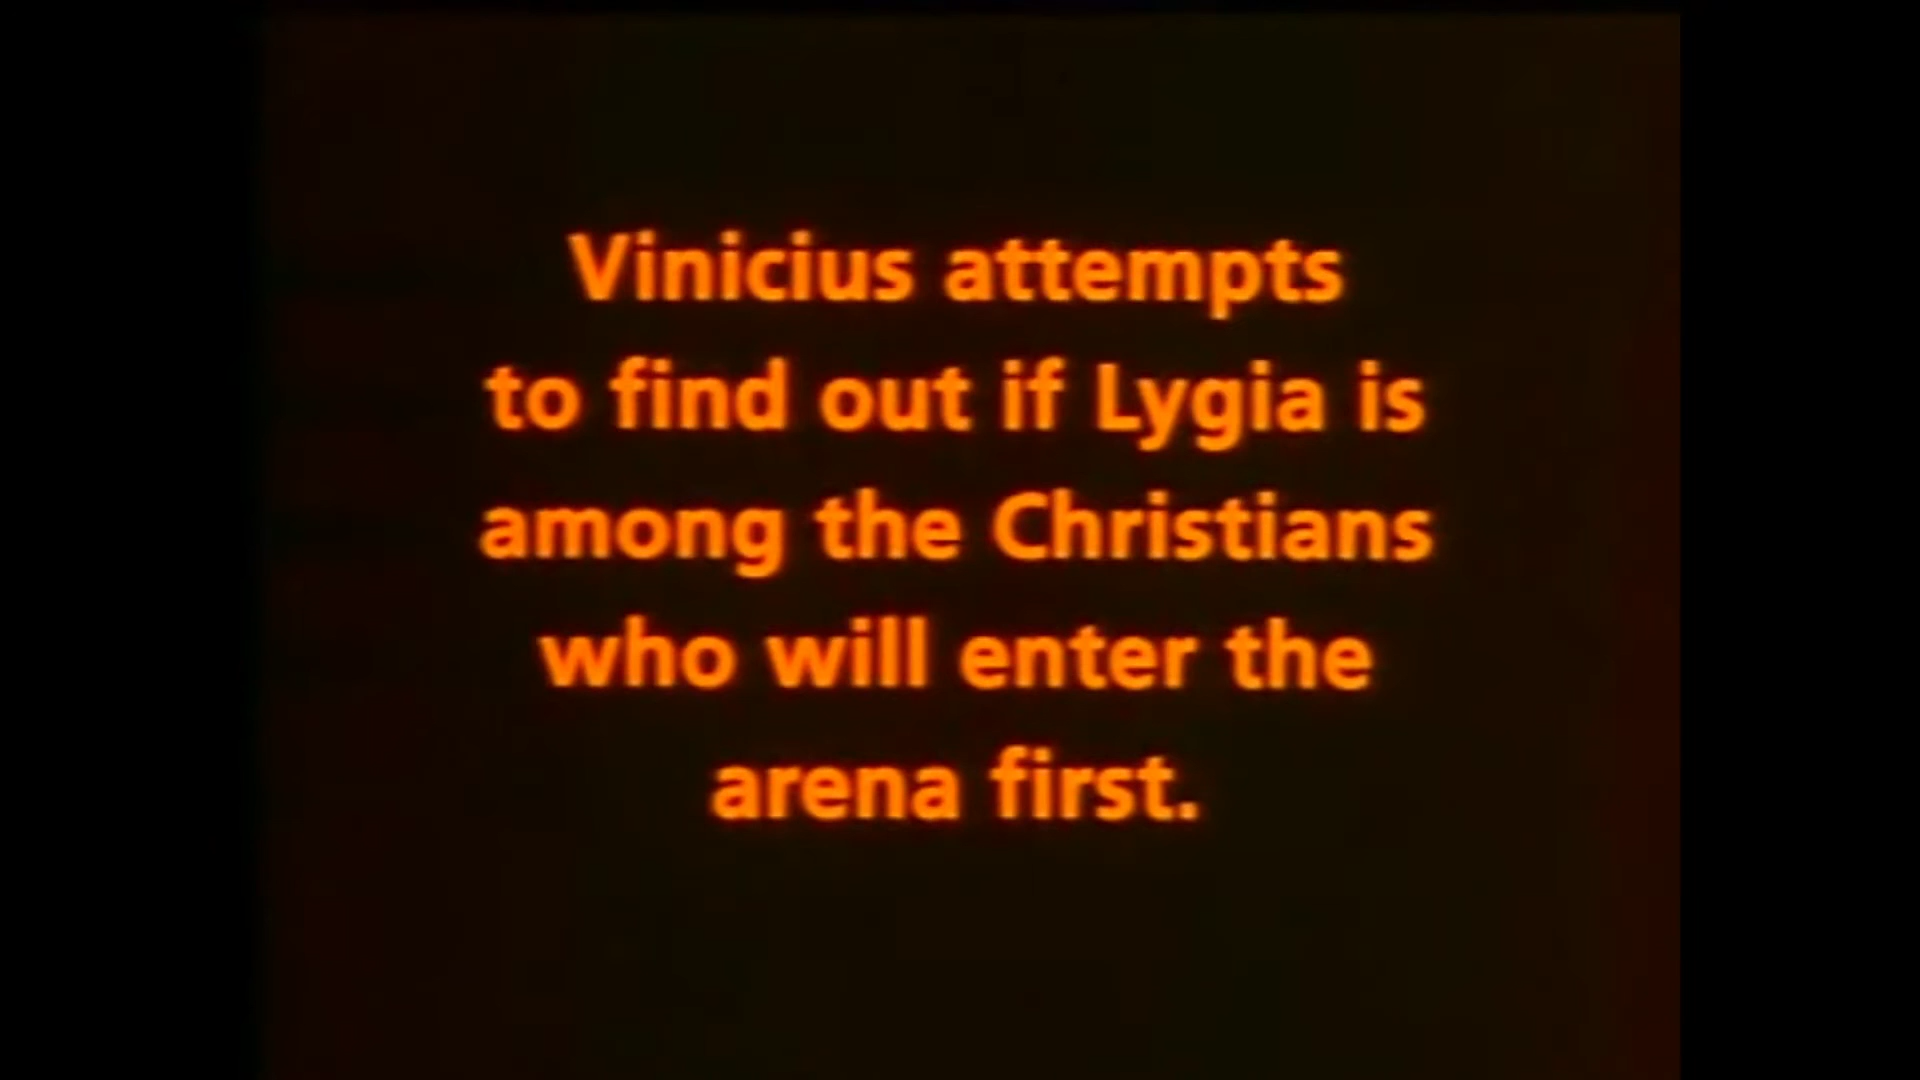 Vinicius attempts
to find out if Lygia is
among the Christians
who will enter the
arena first.